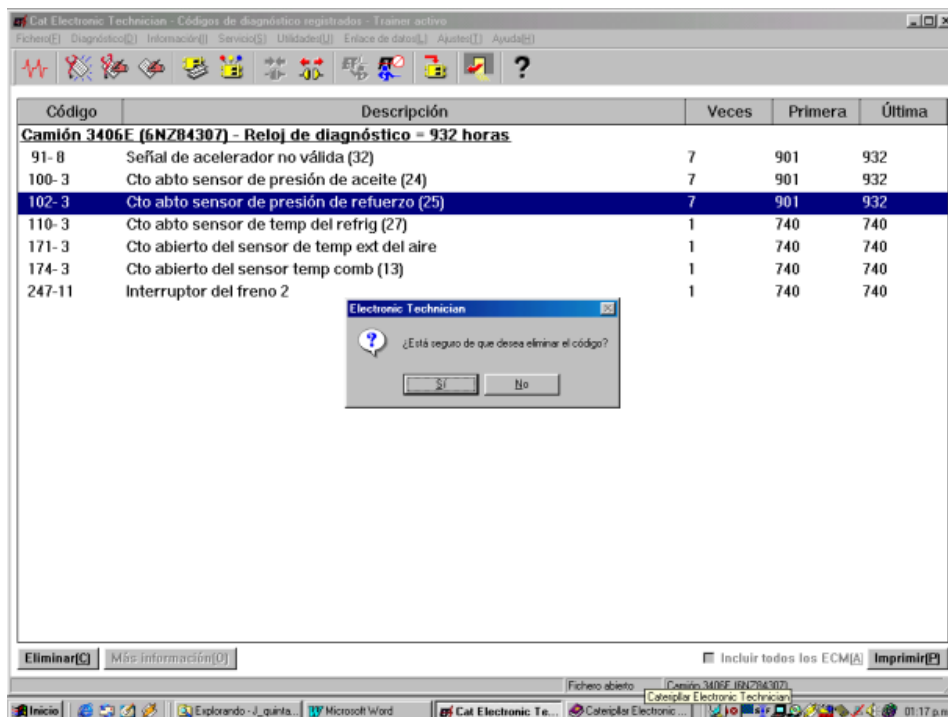 Cat Electronic Technician - Códigos de diagnóstico registrados - Trainer activo
Fichero(F) Diagnóstico(D) Información(I) Servicio(S) Utilidades(U) Enlace de datos(L) Ajustes(T) Ayuda(H)
Código Descripción Veces Primera Última
Camión 3406E (6NZ84307) - Reloj de diagnóstico = 932 horas
91- 8 Señal de acelerador no válida (32) 7 901 932
100- 3 Cto abto sensor de presión de aceite (24) 7 901 932
102- 3 Cto abto sensor de presión de refuerzo (25) 7 901 932
110- 3 Cto abto sensor de temp del refrig (27) 1 740 740
171- 3 Cto abierto del sensor de temp ext del aire 1 740 740
174- 3 Cto abierto del sensor temp comb (13) 1 740 740
247-11 Interruptor del freno 2 1 740 740
Electronic Technician
¿Está seguro de que desea eliminar el código?
Sí No
Eliminar(C) Más información(O) Incluir todos los ECM(A) Imprimir(P)
Fichero abierto Camión 3406E (6NZ84307)
Caterpillar Electronic Technician
Inicio Explorando - J_quinta... Microsoft Word Cat Electronic Te... Caterpillar Electronic ... 01:17 p.m.